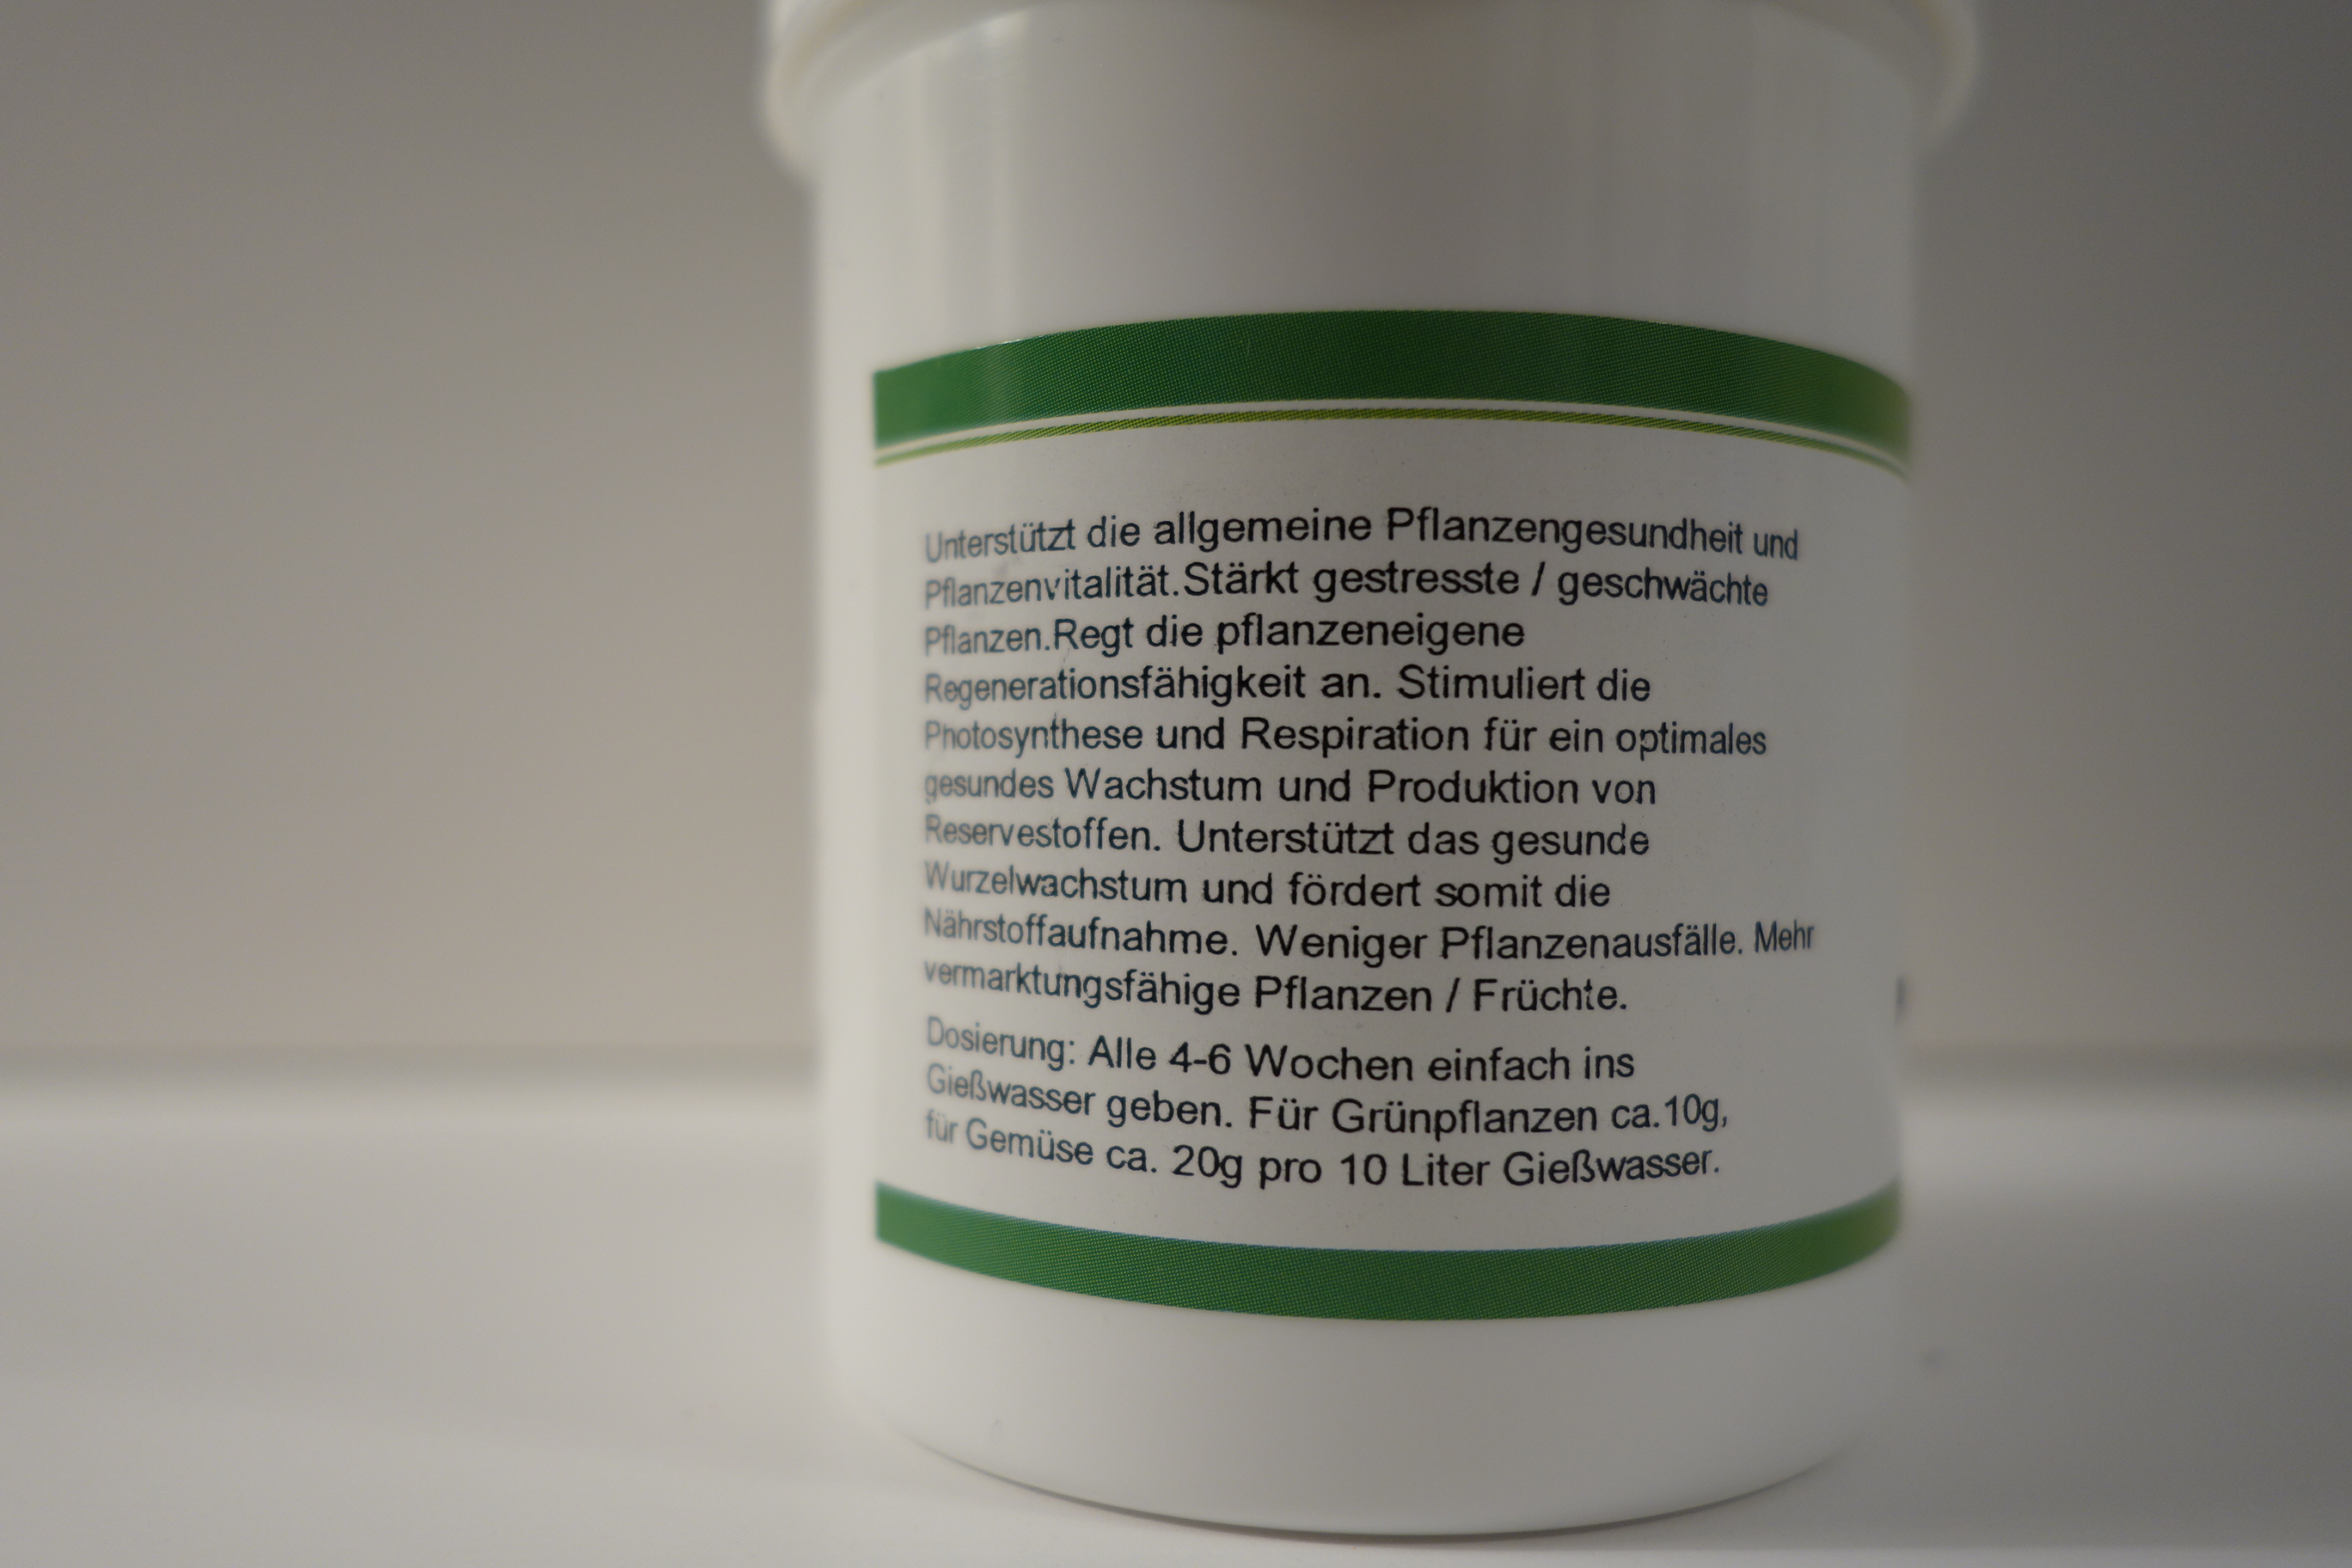 Unterstützt die allgemeine Pflanzengesundheit und
Pflanzenvitalität.Stärkt gestresste / geschwächte
Pflanzen.Regt die pflanzeneigene
Regenerationsfähigkeit an. Stimuliert die
Photosynthese und Respiration für ein optimales
gesundes Wachstum und Produktion von
Reservestoffen. Unterstützt das gesunde
Wurzelwachstum und fördert somit die
Nährstoffaufnahme. Weniger Pflanzenausfälle. Mehr
vermarktungsfähige Pflanzen / Früchte.
Dosierung: Alle 4-6 Wochen einfach ins
Gießwasser geben. Für Grünpflanzen ca.10g,
für Gemüse ca. 20g pro 10 Liter Gießwasser.